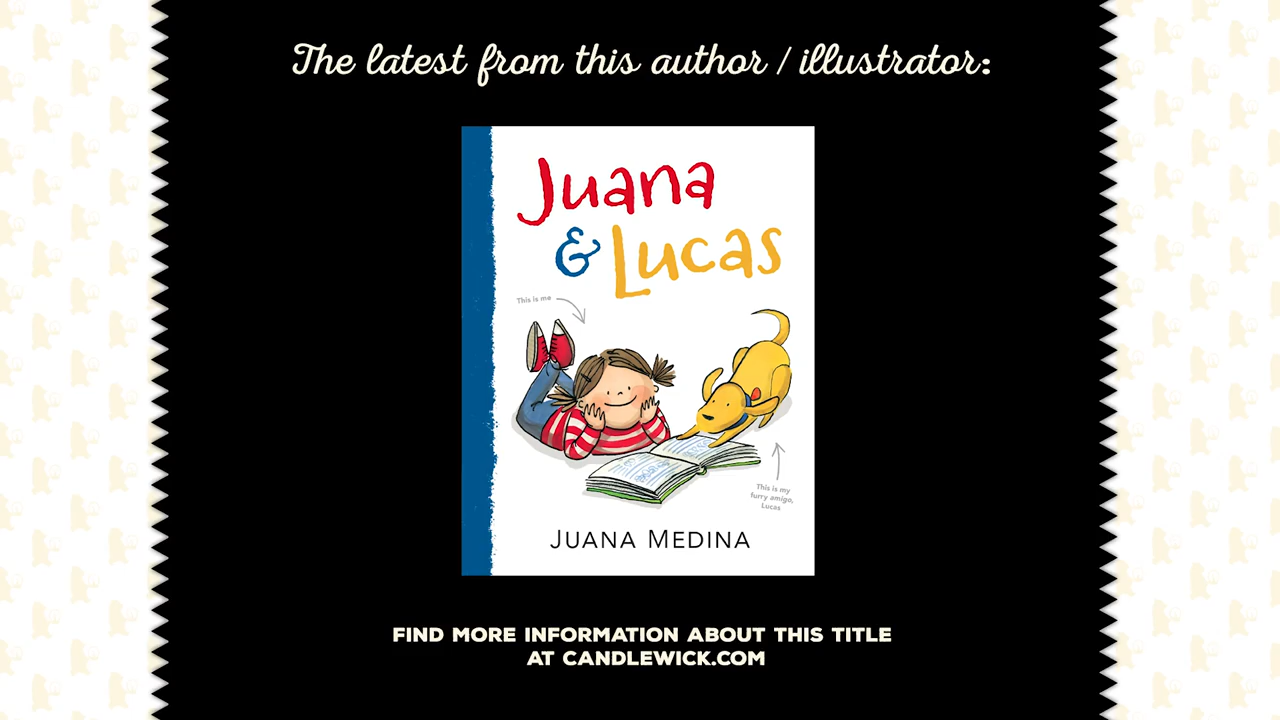 The latest from this author / illustrator:
Juana
& Lucas
This is me
This is my
furry amigo,
Lucas
JUANA MEDINA
FIND MORE INFORMATION ABOUT THIS TITLE
AT CANDLEWICK.COM